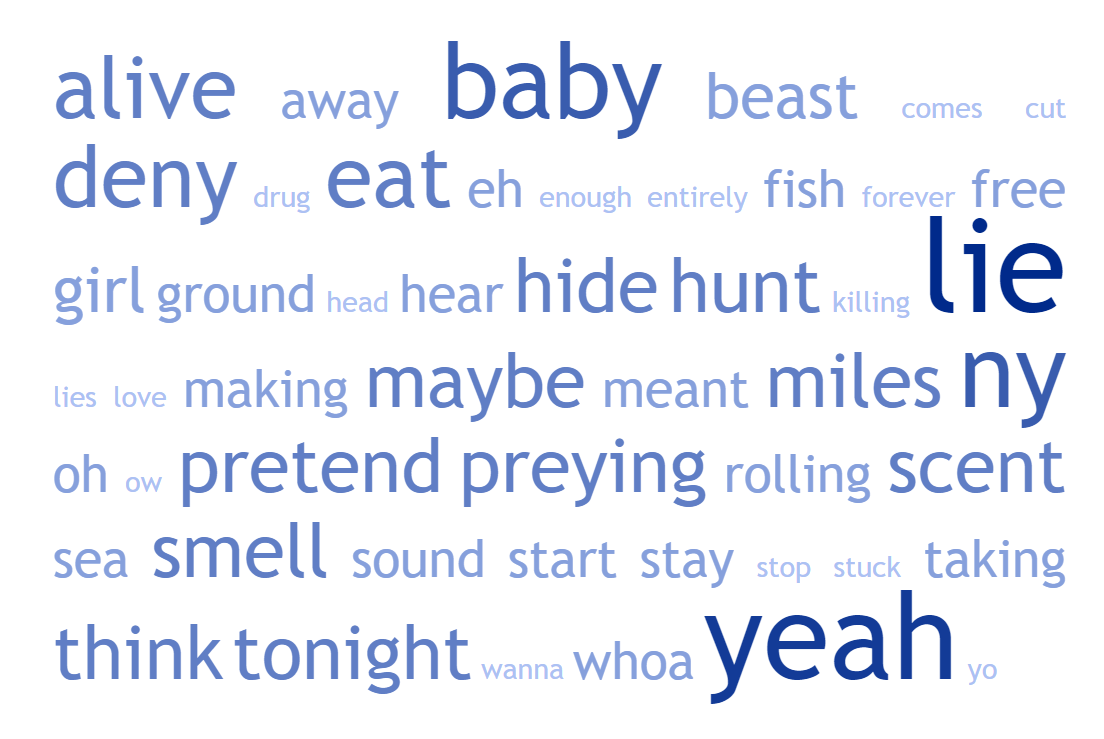 alive away baby beast comes cut
deny drug eat eh enough entirely fish forever free
girl ground head hear hide hunt killing lie
lies love making maybe meant miles ny
oh ow pretend preying rolling scent
sea smell sound start stay stop stuck taking
think tonight wanna whoa yeah yo